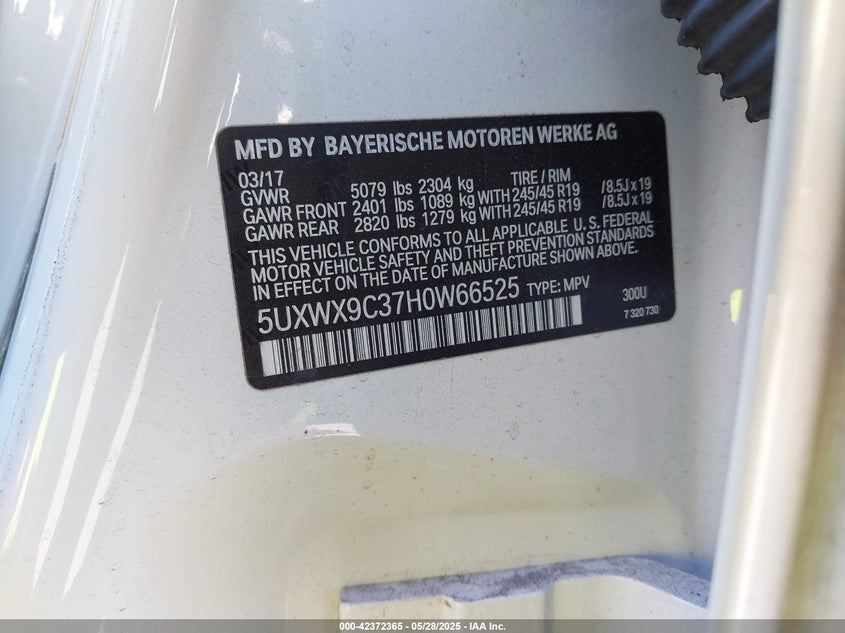 MFD BY BAYERISCHE MOTOREN WERKE AG
03/17 TIRE / RIM
GVWR 5079 lbs 2304 kg
GAWR FRONT 2401 lbs 1089 kg WITH 245/45 R19 /8.5J x 19
GAWR REAR 2820 lbs 1279 kg WITH 245/45 R19 /8.5J x 19
THIS VEHICLE CONFORMS TO ALL APPLICABLE U.S. FEDERAL
MOTOR VEHICLE SAFETY AND THEFT PREVENTION STANDARDS
IN EFFECT ON THE DATE OF MANUFACTURE SHOWN ABOVE.
5UXWX9C37H0W66525 TYPE: MPV 300U
7 320 730
000-42372365 - 05/28/2025 - IAA Inc.